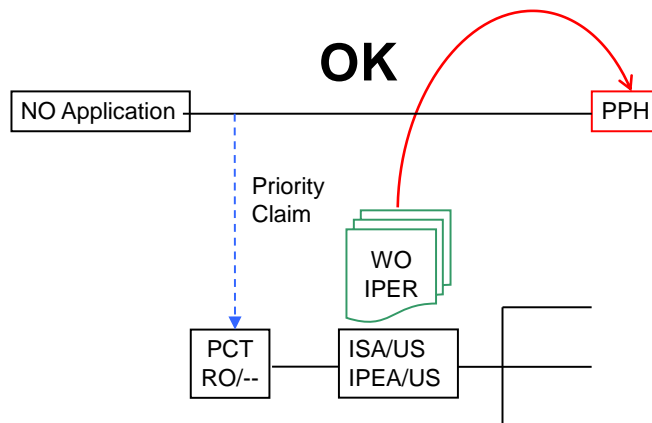 OK
NO Application
PPH
Priority
Claim
WO
IPER
PCT
RO/--
ISA/US
IPEA/US